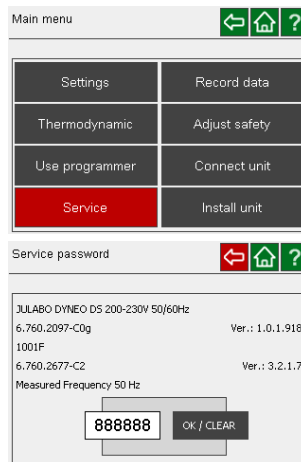 Main menu
?
Settings
Record data
Thermodynamic
Adjust safety
Use programmer
Connect unit
Service
Install unit
Service password
?
JULABO DYNEO DS 200-230V 50/60Hz
6.760.2097-C0g Ver.: 1.0.1.918
1001F
6.760.2677-C2 Ver.: 3.2.1.7
Measured Frequency 50 Hz
888888
OK / CLEAR